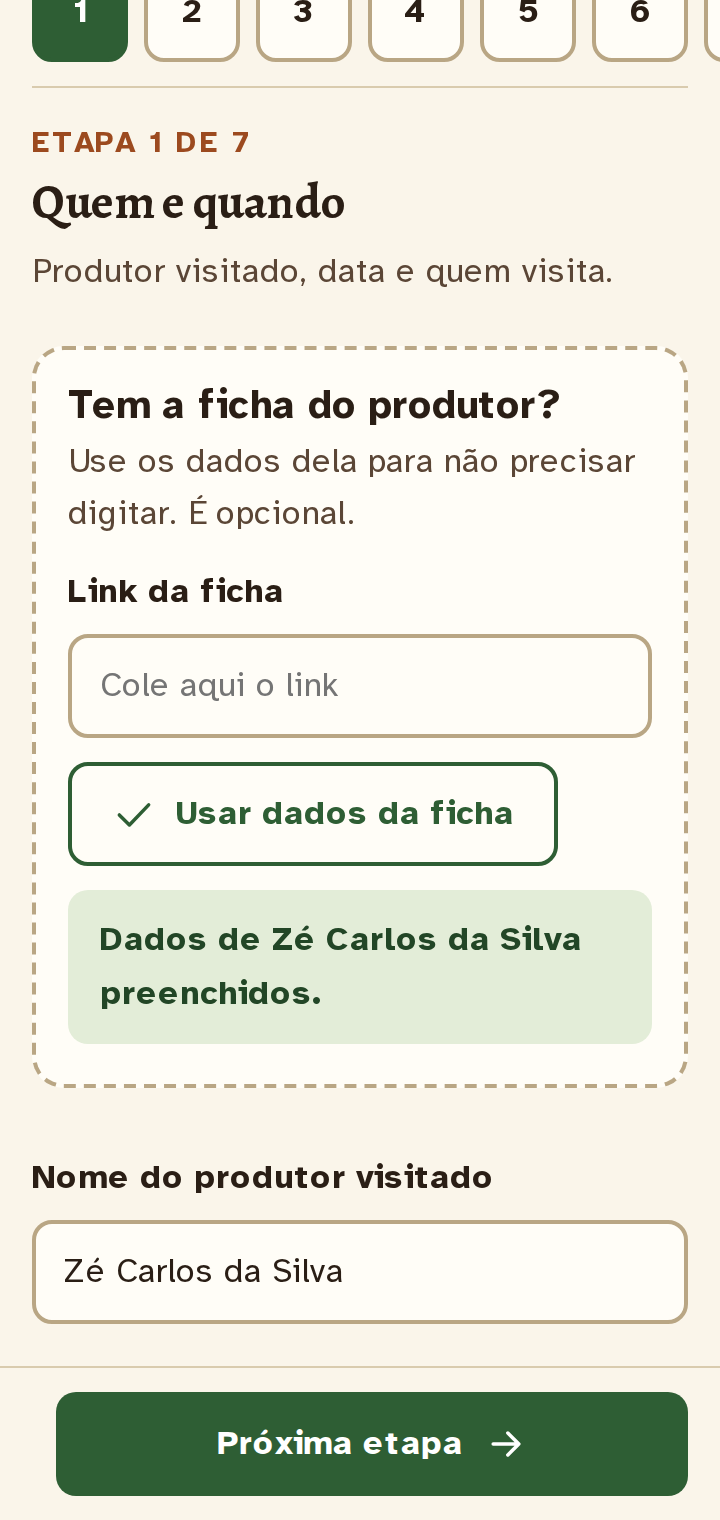 1 2 3 4 5 6
ETAPA 1 DE 7
Quem e quando
Produtor visitado, data e quem visita.
Tem a ficha do produtor?
Use os dados dela para não precisar
digitar. É opcional.
Link da ficha
Cole aqui o link
Usar dados da ficha
Dados de Zé Carlos da Silva
preenchidos.
Nome do produtor visitado
Zé Carlos da Silva
Próxima etapa